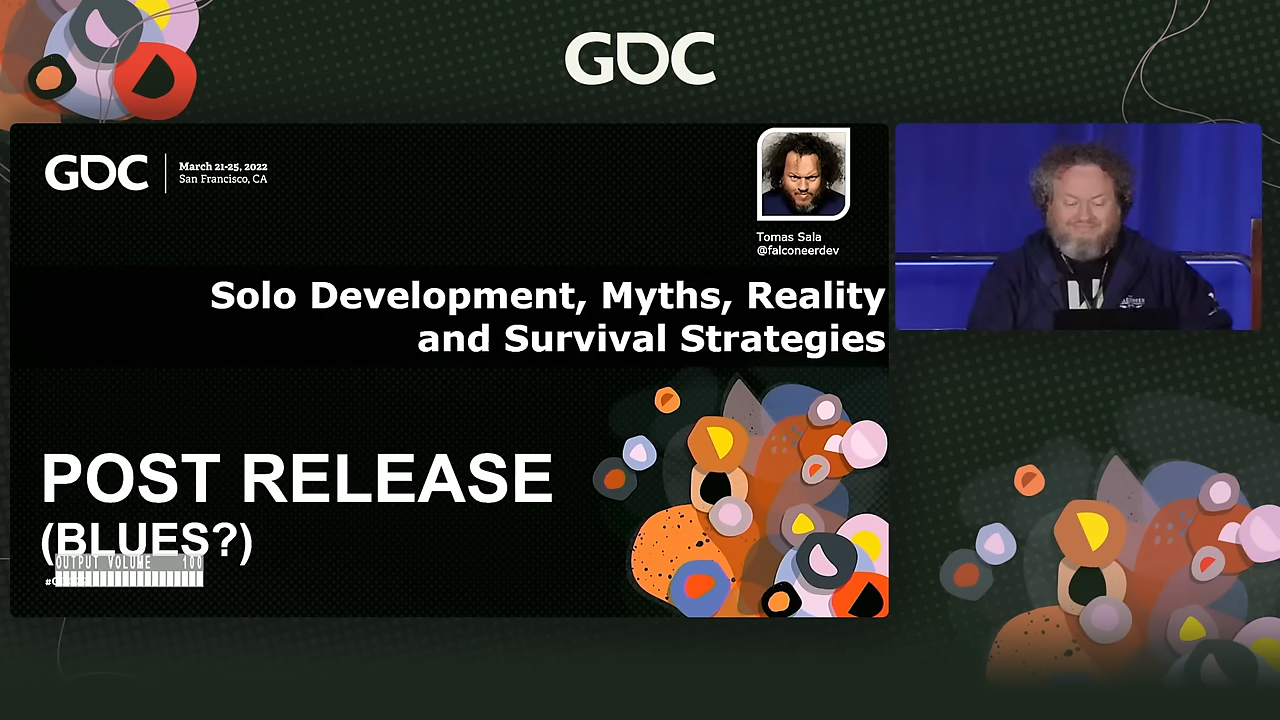 GDC
GDC
March 21-25, 2022
San Francisco, CA
Tomas Sala
@falconeerdev
Solo Development, Myths, Reality
and Survival Strategies
POST RELEASE
(BLUES?)
OUTPUT VOLUME 100